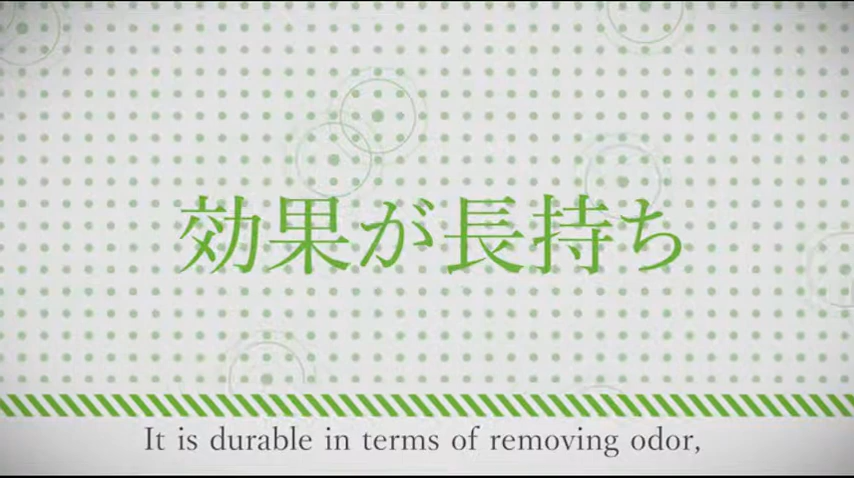 効果が長持ち
It is durable in terms of removing odor,